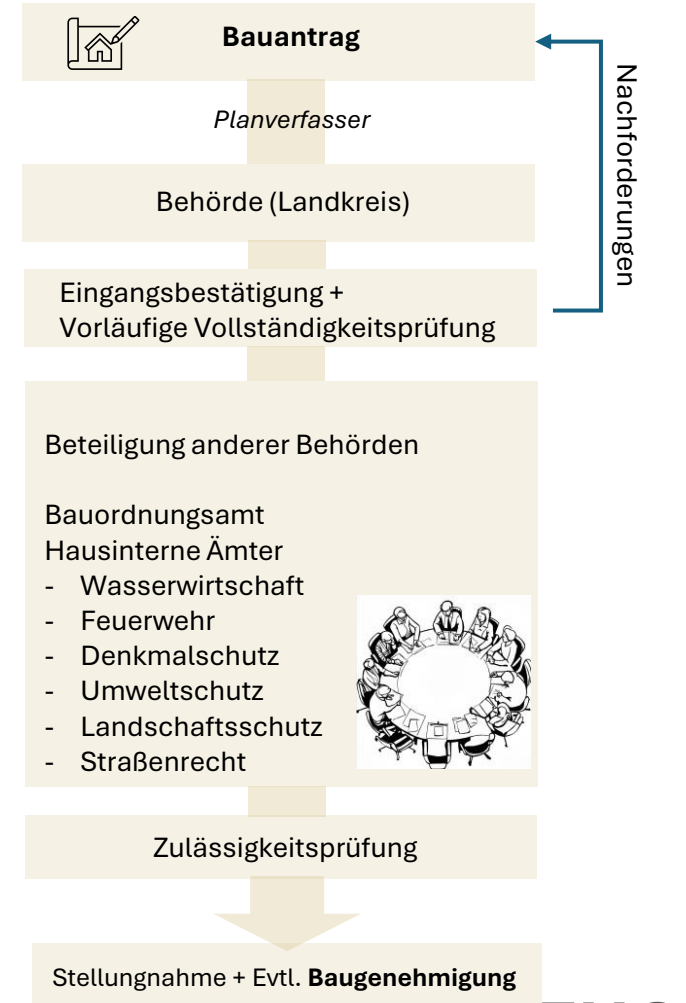 Bauantrag
Planverfasser
Nachforderungen
Behörde (Landkreis)
Eingangsbestätigung +
Vorläufige Vollständigkeitsprüfung
Beteiligung anderer Behörden
Bauordnungsamt
Hausinterne Ämter
- Wasserwirtschaft
- Feuerwehr
- Denkmalschutz
- Umweltschutz
- Landschaftsschutz
- Straßenrecht
Zulässigkeitsprüfung
Stellungnahme + Evtl. Baugenehmigung